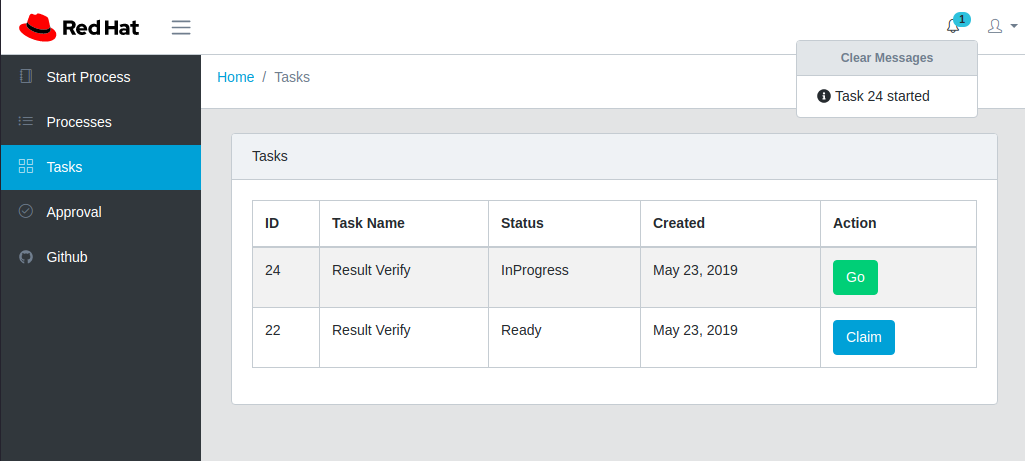 Red Hat
1
Clear Messages
Task 24 started
Start Process
Processes
Tasks
Approval
Github
Home / Tasks
Tasks
ID Task Name Status Created Action
24 Result Verify InProgress May 23, 2019 Go
22 Result Verify Ready May 23, 2019 Claim